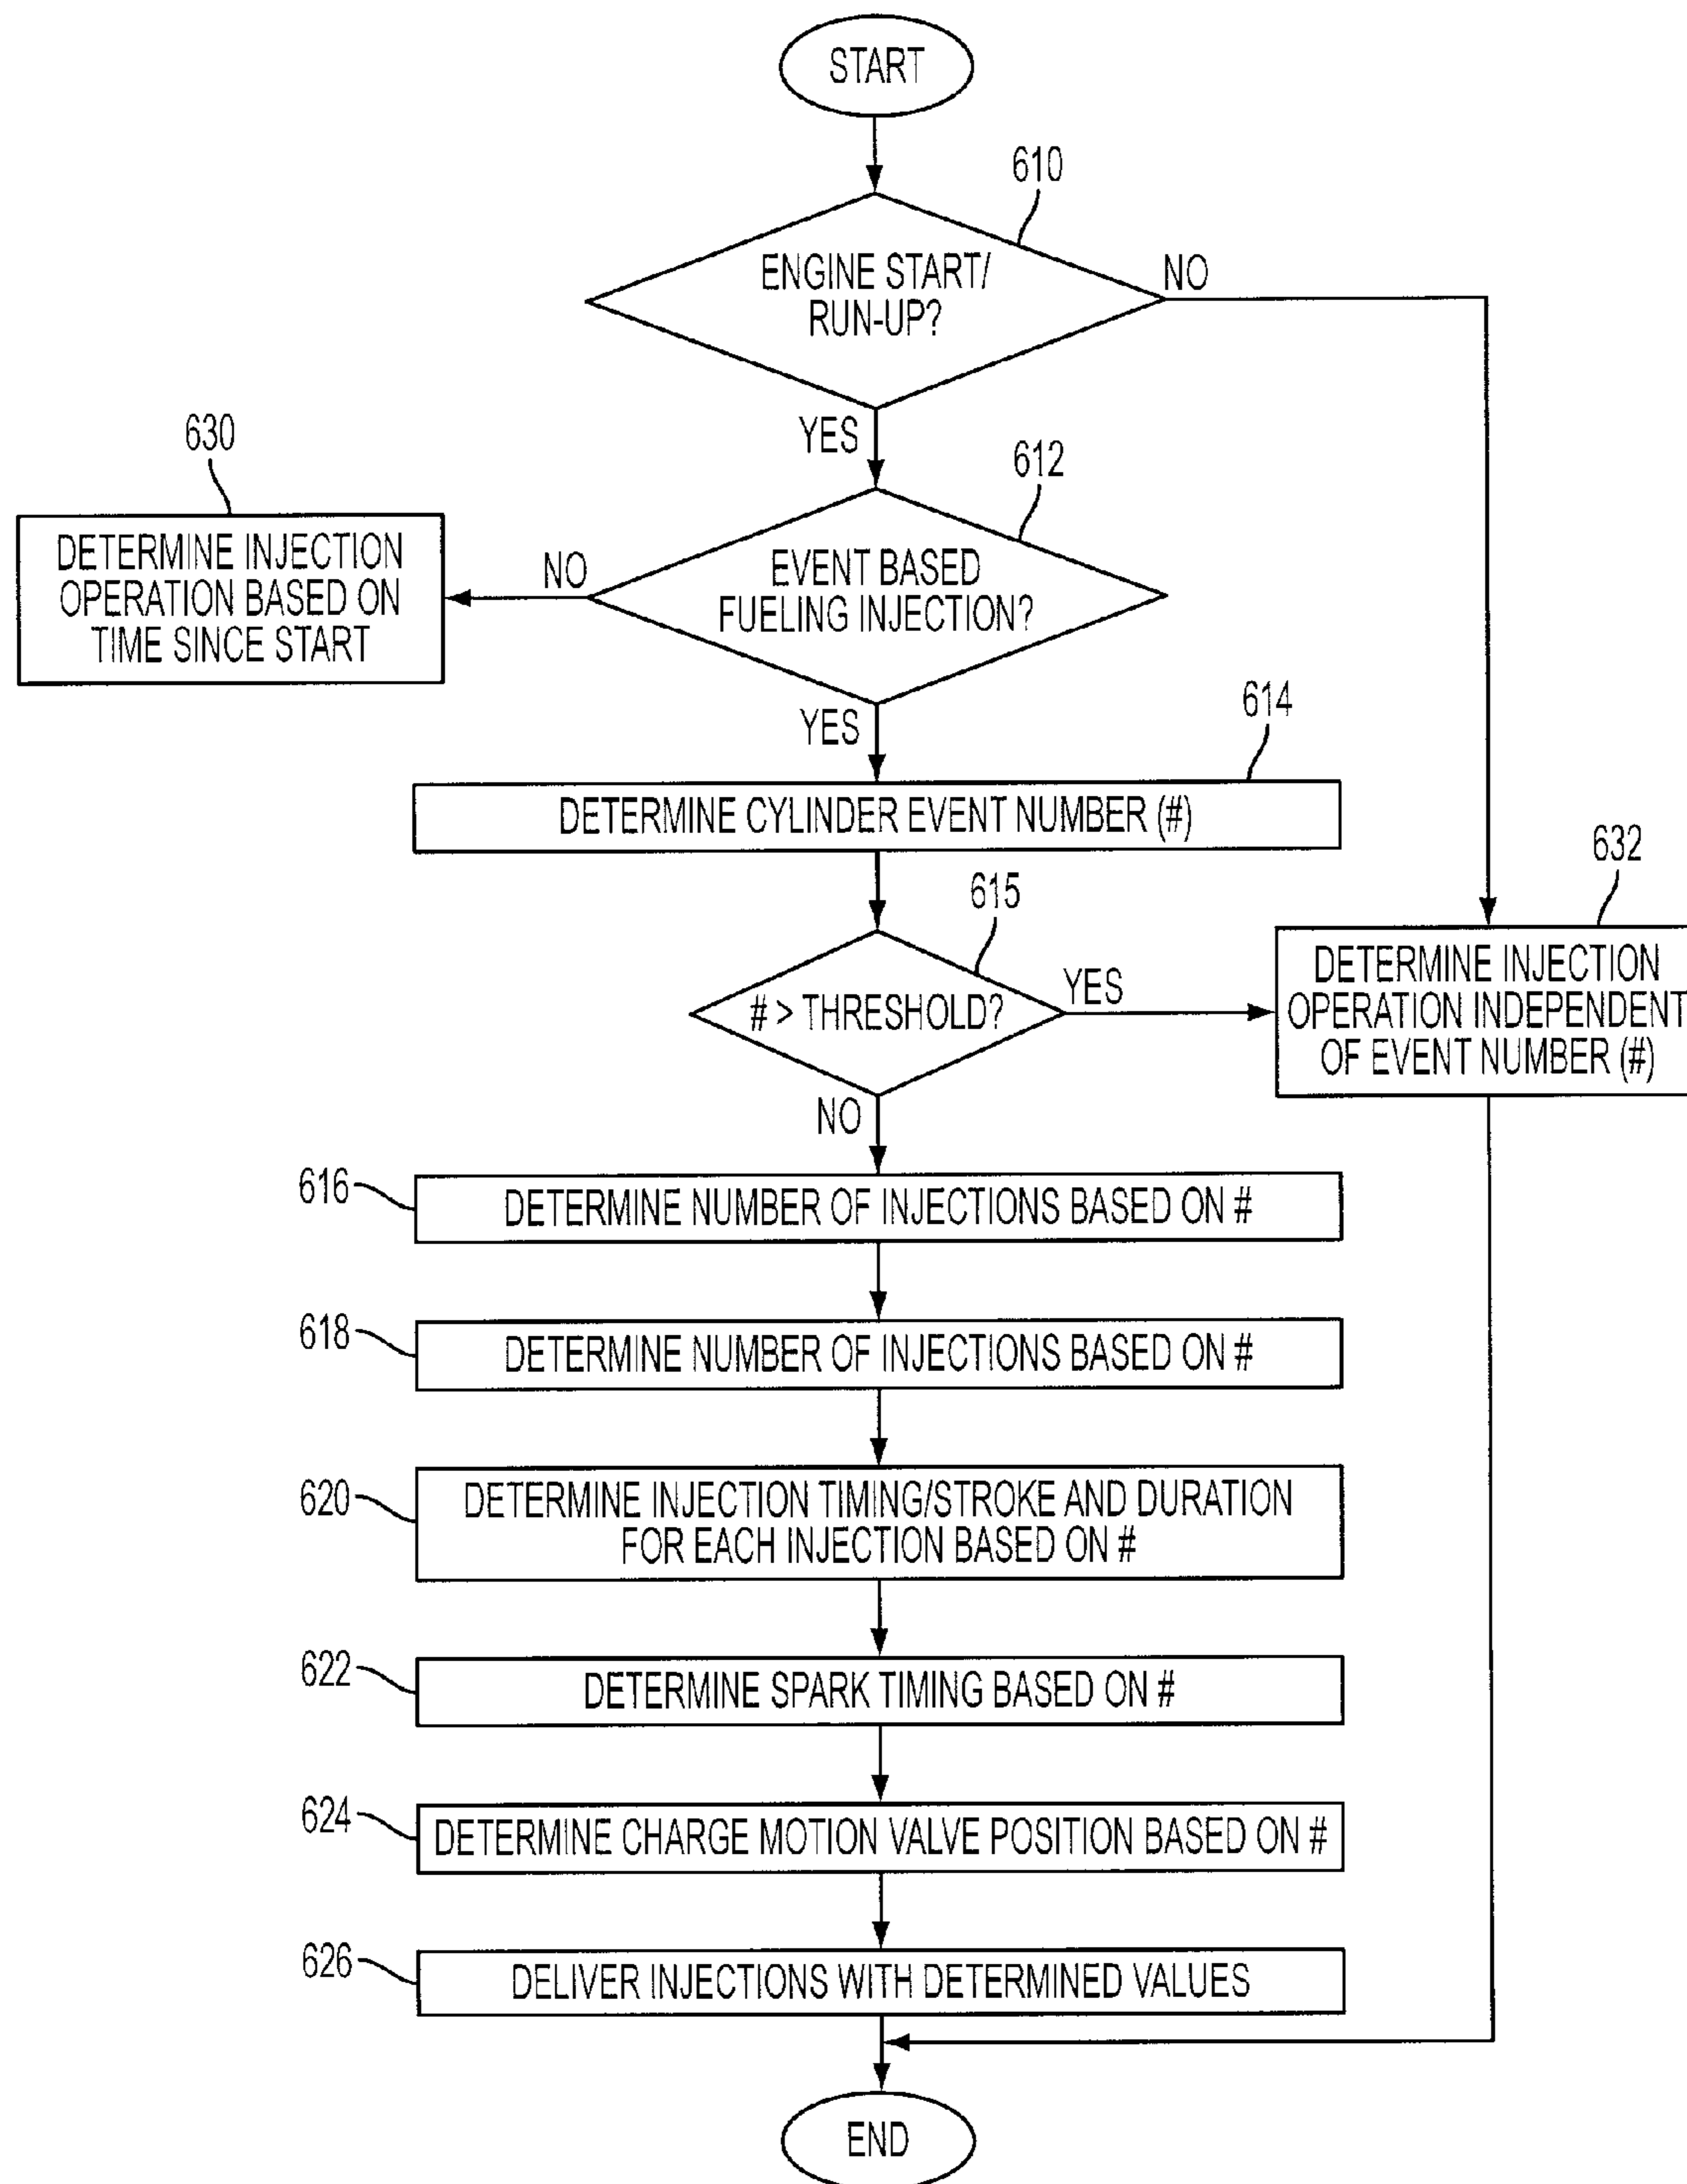 START
610
ENGINE START/
RUN-UP?
NO
YES
630
612
DETERMINE INJECTION
OPERATION BASED ON
TIME SINCE START
NO
EVENT BASED
FUELING INJECTION?
YES
614
DETERMINE CYLINDER EVENT NUMBER (#)
615
632
# > THRESHOLD?
YES
DETERMINE INJECTION
OPERATION INDEPENDENT
OF EVENT NUMBER (#)
NO
616
DETERMINE NUMBER OF INJECTIONS BASED ON #
618
DETERMINE NUMBER OF INJECTIONS BASED ON #
620
DETERMINE INJECTION TIMING/STROKE AND DURATION
FOR EACH INJECTION BASED ON #
622
DETERMINE SPARK TIMING BASED ON #
624
DETERMINE CHARGE MOTION VALVE POSITION BASED ON #
626
DELIVER INJECTIONS WITH DETERMINED VALUES
END